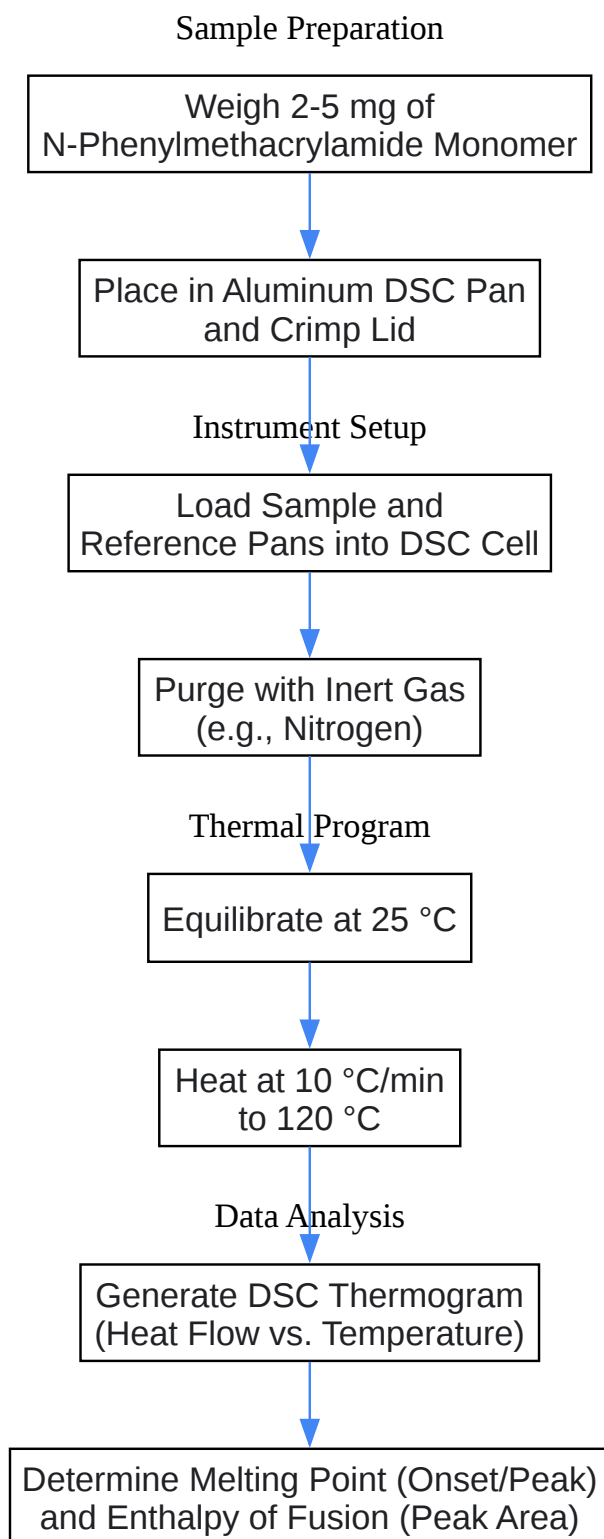 Sample Preparation
Weigh 2-5 mg of
N-Phenylmethacrylamide Monomer
Place in Aluminum DSC Pan
and Crimp Lid
Instrument Setup
Load Sample and
Reference Pans into DSC Cell
Purge with Inert Gas
(e.g., Nitrogen)
Thermal Program
Equilibrate at 25 °C
Heat at 10 °C/min
to 120 °C
Data Analysis
Generate DSC Thermogram
(Heat Flow vs. Temperature)
Determine Melting Point (Onset/Peak)
and Enthalpy of Fusion (Peak Area)